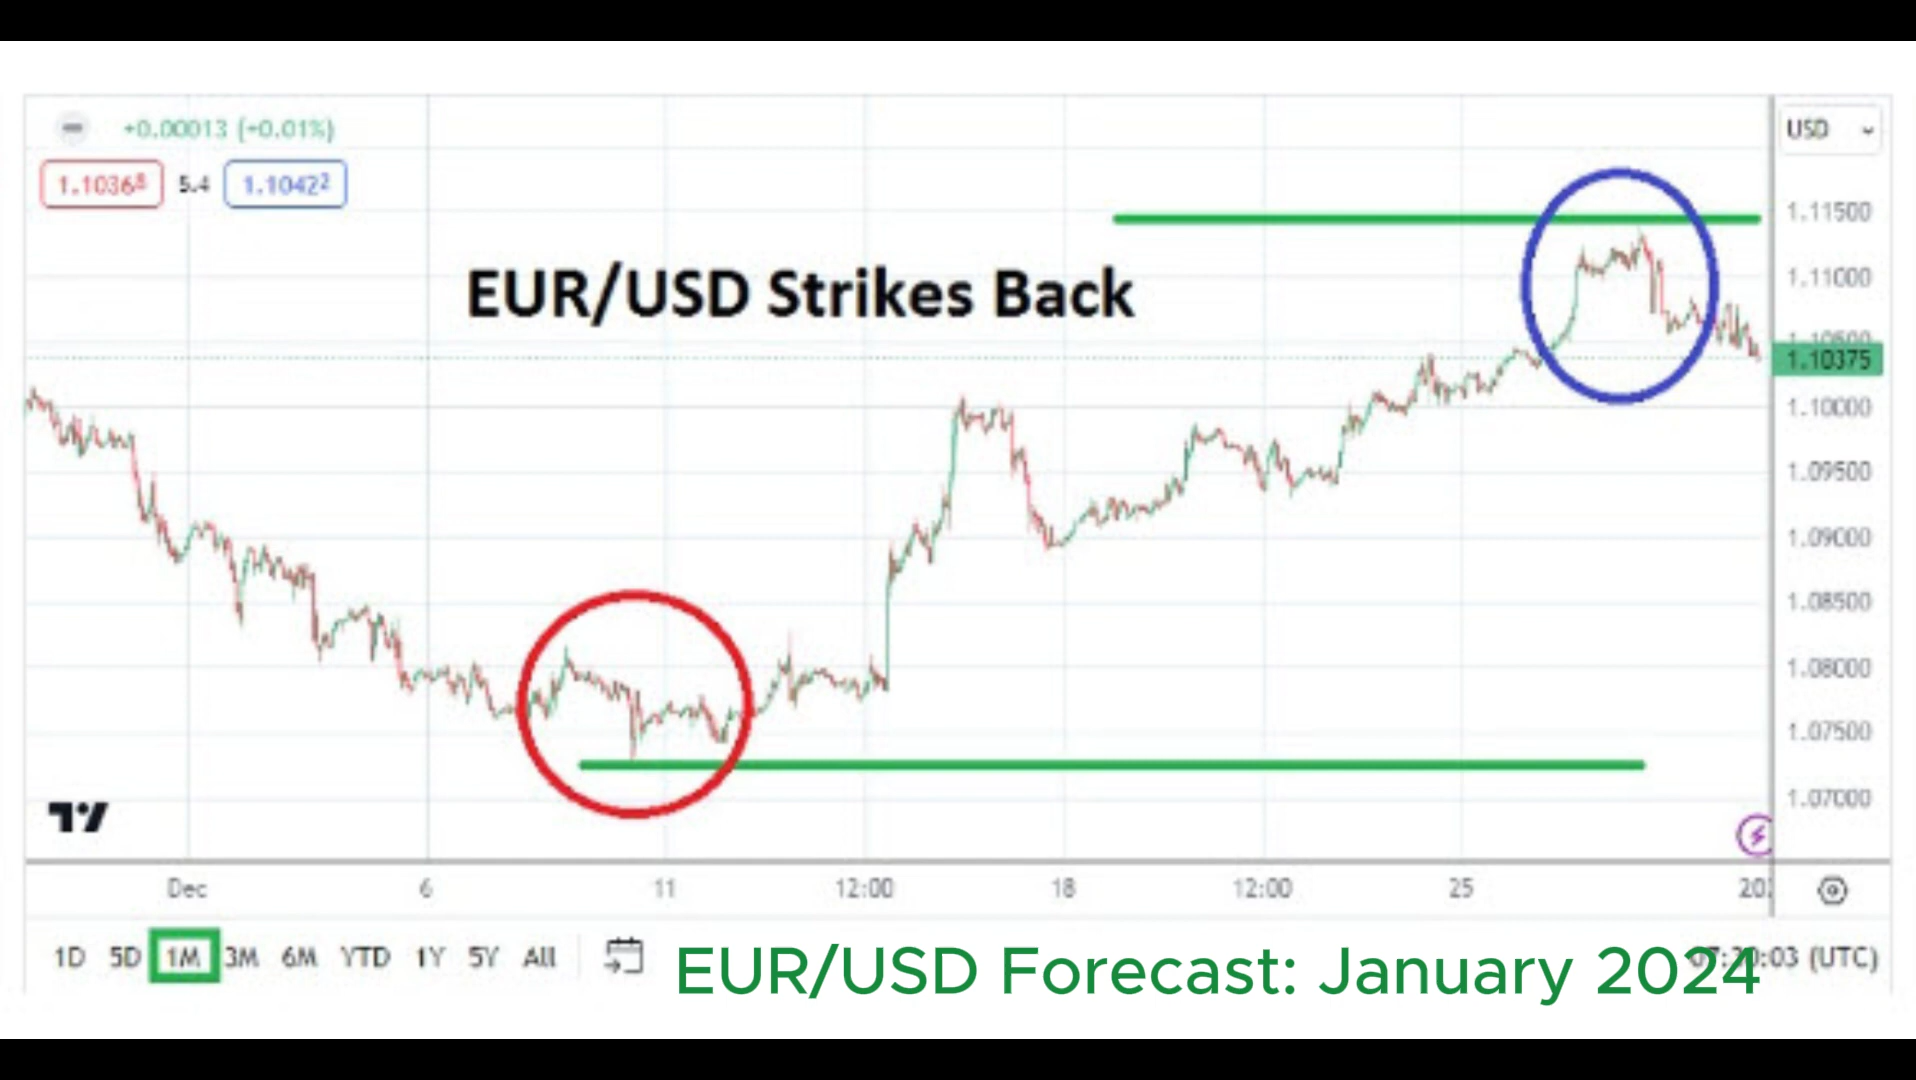 +0.00013 (+0.01%)
USD
1.10368 5.4 1.10422
1.11500
EUR/USD Strikes Back
1.11000
1.10500
1.10375
1.10000
1.09500
1.09000
1.08500
1.08000
1.07500
1.07000
Dec 6 11 12:00 18 12:00 25
1D 5D 1M 3M 6M YTD 1Y 5Y All
EUR/USD Forecast: January 2024
:03 (UTC)